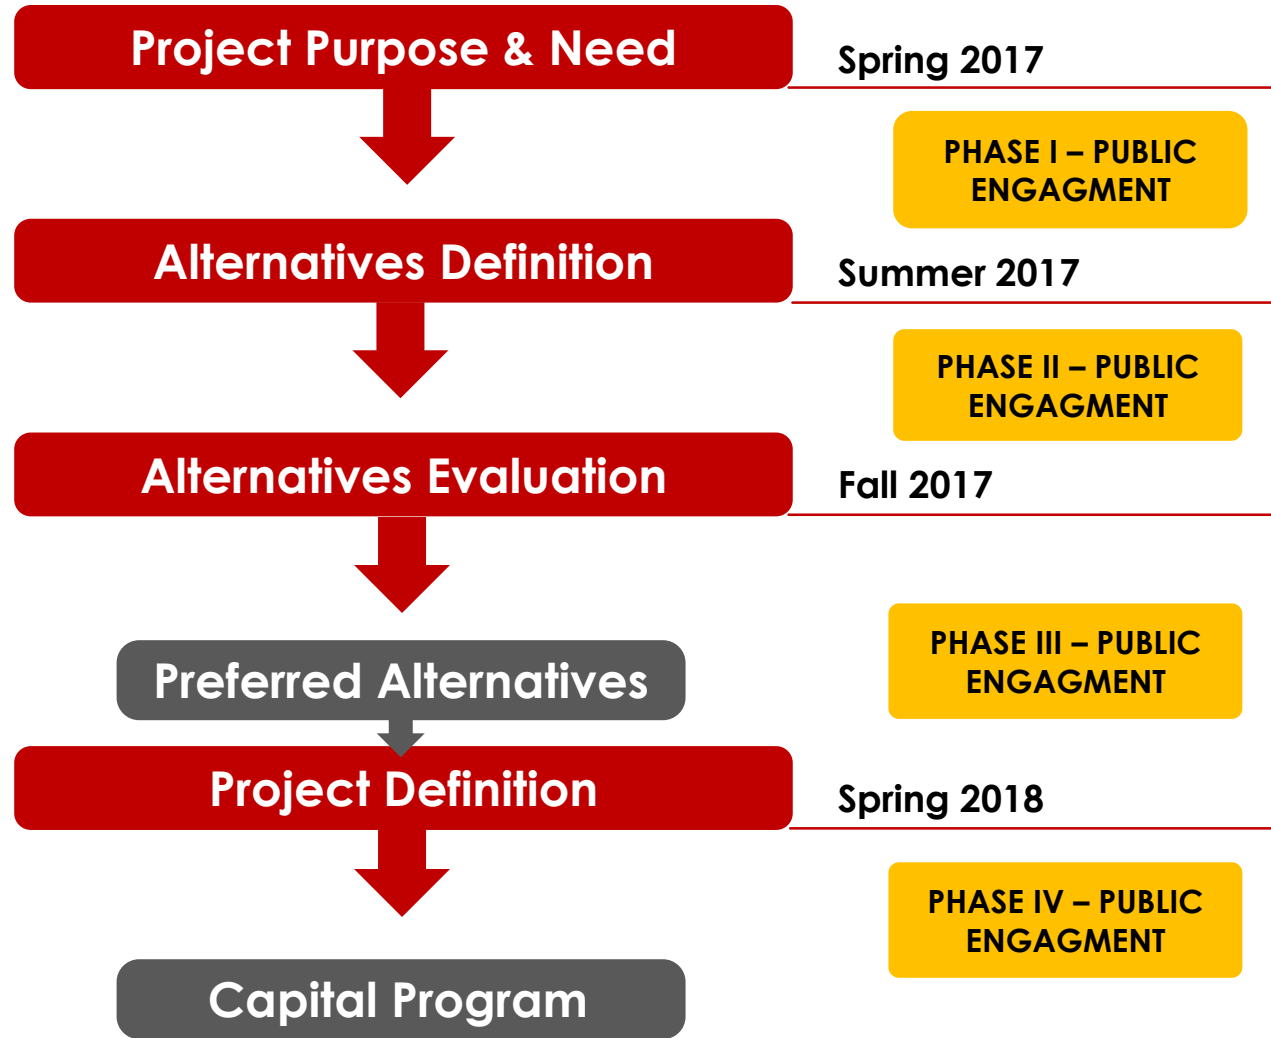 Project Purpose & Need
Spring 2017
PHASE I – PUBLIC
ENGAGMENT
Alternatives Definition
Summer 2017
PHASE II – PUBLIC
ENGAGMENT
Alternatives Evaluation
Fall 2017
PHASE III – PUBLIC
ENGAGMENT
Preferred Alternatives
Project Definition
Spring 2018
PHASE IV – PUBLIC
ENGAGMENT
Capital Program